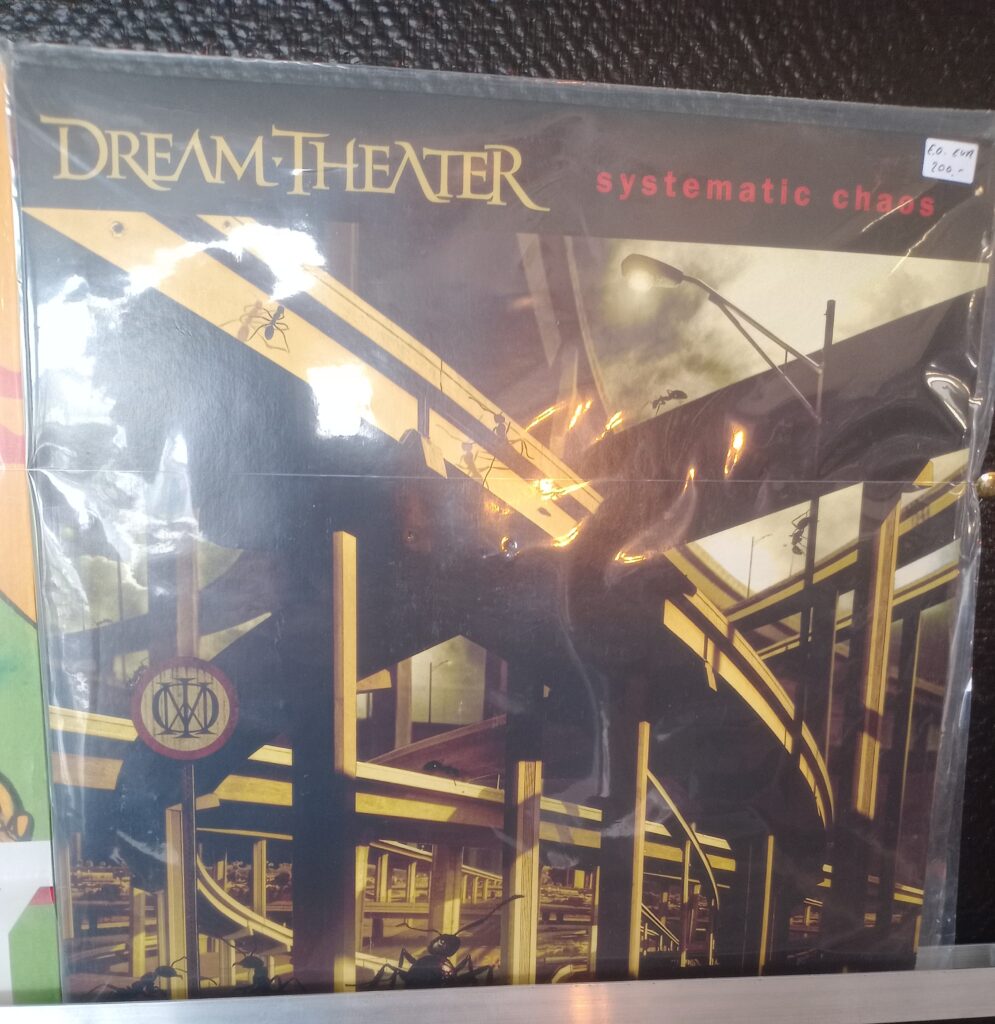 DREAM·THEATER
systematic chaos
E.O. EUR
200,-